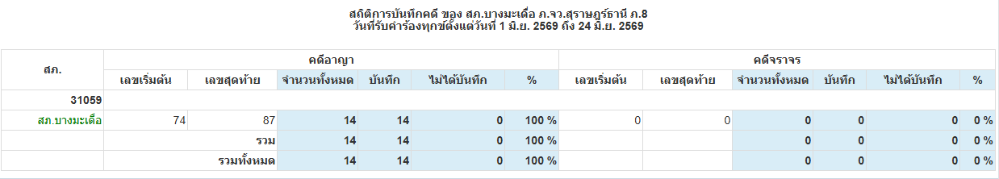 สถิติการบันทึกคดี ของ สภ.บางมะเดื่อ ภ.จว.สุราษฎร์ธานี ภ.8
วันที่รับคำร้องทุกข์ตั้งแต่วันที่ 1 มิ.ย. 2569 ถึง 24 มิ.ย. 2569
สภ. คดีอาญา คดีจราจร
เลขเริ่มต้น เลขสุดท้าย จำนวนทั้งหมด บันทึก ไม่ได้บันทึก % เลขเริ่มต้น เลขสุดท้าย จำนวนทั้งหมด บันทึก ไม่ได้บันทึก %
31059
สภ.บางมะเดื่อ 74 87 14 14 0 100 % 0 0 0 0 0 0 %
รวม 14 14 0 100 % 0 0 0 0 %
รวมทั้งหมด 14 14 0 100 % 0 0 0 0 %